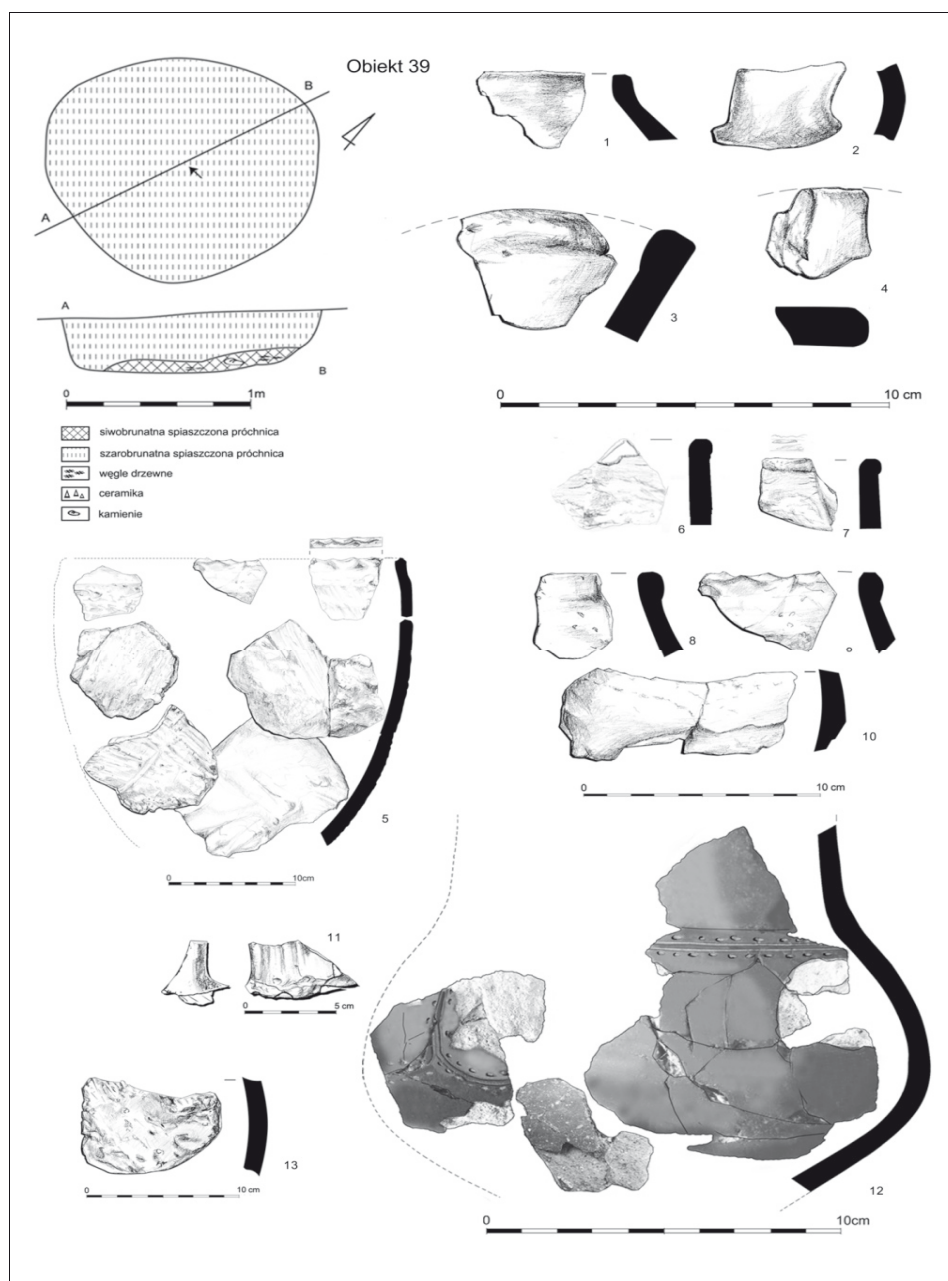 Obiekt 39
B
A
1
2
3
4
A
B
0 1m
0 10 cm
siwobrunatna spiaszczona próchnica
szarobrunatna spiaszczona próchnica
węgle drzewne
ceramika
kamienie
6
7
8
10
0 10 cm
5
0 10cm
11
0 5 cm
13
0 10 cm
12
0 10cm